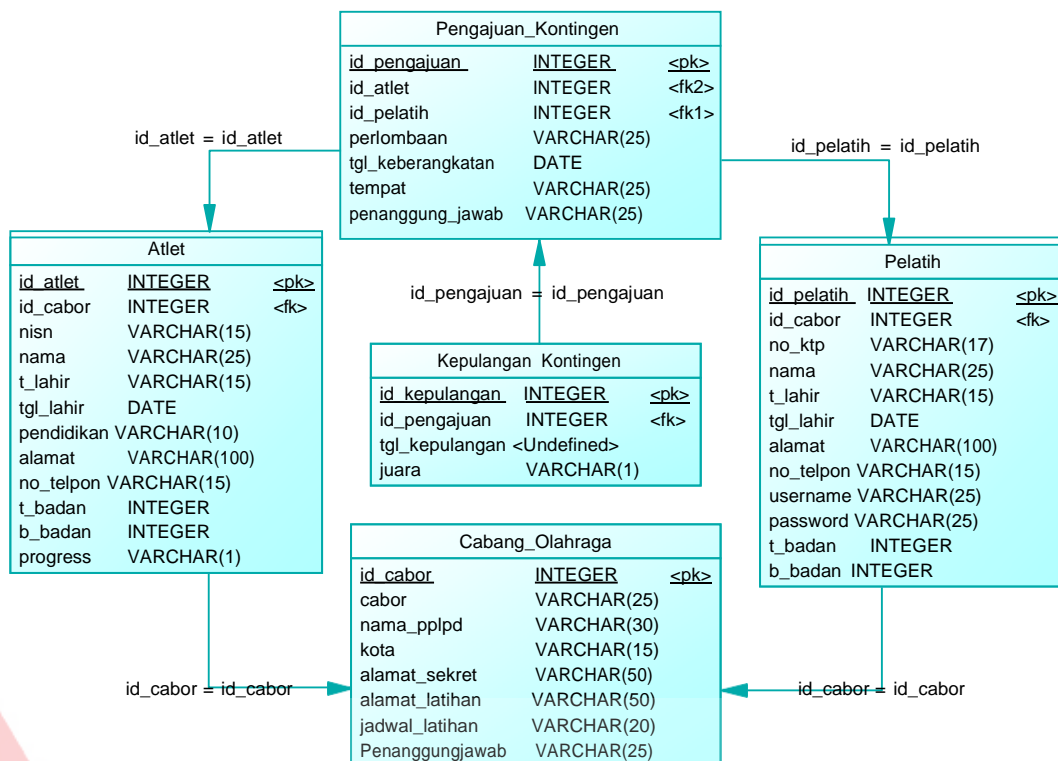 Pengajuan_Kontingen
id_pengajuan INTEGER <pk>
id_atlet INTEGER <fk2>
id_pelatih INTEGER <fk1>
perlombaan VARCHAR(25)
tgl_keberangkatan DATE
tempat VARCHAR(25)
penanggung_jawab VARCHAR(25)
id_atlet = id_atlet
id_pelatih = id_pelatih
Atlet
id_atlet INTEGER <pk>
id_cabor INTEGER <fk>
nisn VARCHAR(15)
nama VARCHAR(25)
t_lahir VARCHAR(15)
tgl_lahir DATE
pendidikan VARCHAR(10)
alamat VARCHAR(100)
no_telpon VARCHAR(15)
t_badan INTEGER
b_badan INTEGER
progress VARCHAR(1)
id_pengajuan = id_pengajuan
Kepulangan Kontingen
id_kepulangan INTEGER <pk>
id_pengajuan INTEGER <fk>
tgl_kepulangan <Undefined>
juara VARCHAR(1)
Pelatih
id_pelatih INTEGER <pk>
id_cabor INTEGER <fk>
no_ktp VARCHAR(17)
nama VARCHAR(25)
t_lahir VARCHAR(15)
tgl_lahir DATE
alamat VARCHAR(100)
no_telpon VARCHAR(15)
username VARCHAR(25)
password VARCHAR(25)
t_badan INTEGER
b_badan INTEGER
Cabang_Olahraga
id_cabor INTEGER <pk>
cabor VARCHAR(25)
nama_pplpd VARCHAR(30)
kota VARCHAR(15)
alamat_sekret VARCHAR(50)
alamat_latihan VARCHAR(50)
jadwal_latihan VARCHAR(20)
Penanggungjawab VARCHAR(25)
id_cabor = id_cabor
id_cabor = id_cabor